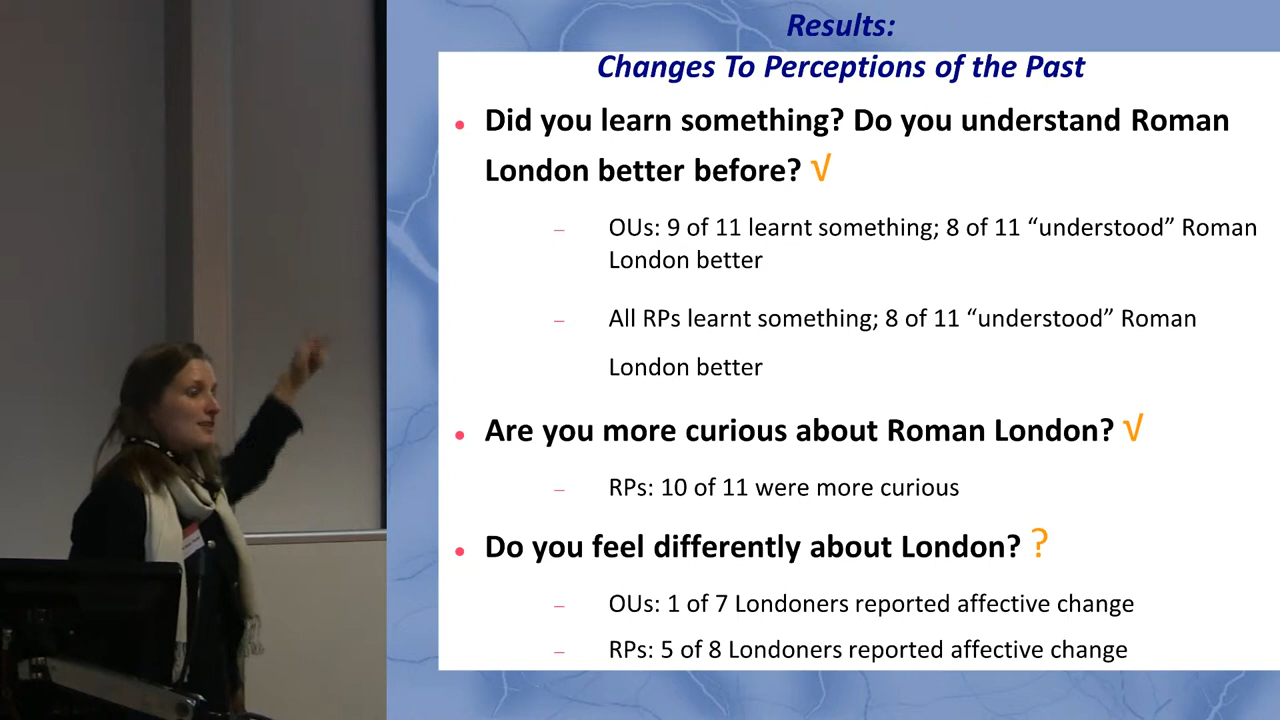 Results:
Changes To Perceptions of the Past
• Did you learn something? Do you understand Roman
London better before? √
– OUs: 9 of 11 learnt something; 8 of 11 “understood” Roman
London better
– All RPs learnt something; 8 of 11 “understood” Roman
London better
• Are you more curious about Roman London? √
– RPs: 10 of 11 were more curious
• Do you feel differently about London? ?
– OUs: 1 of 7 Londoners reported affective change
– RPs: 5 of 8 Londoners reported affective change